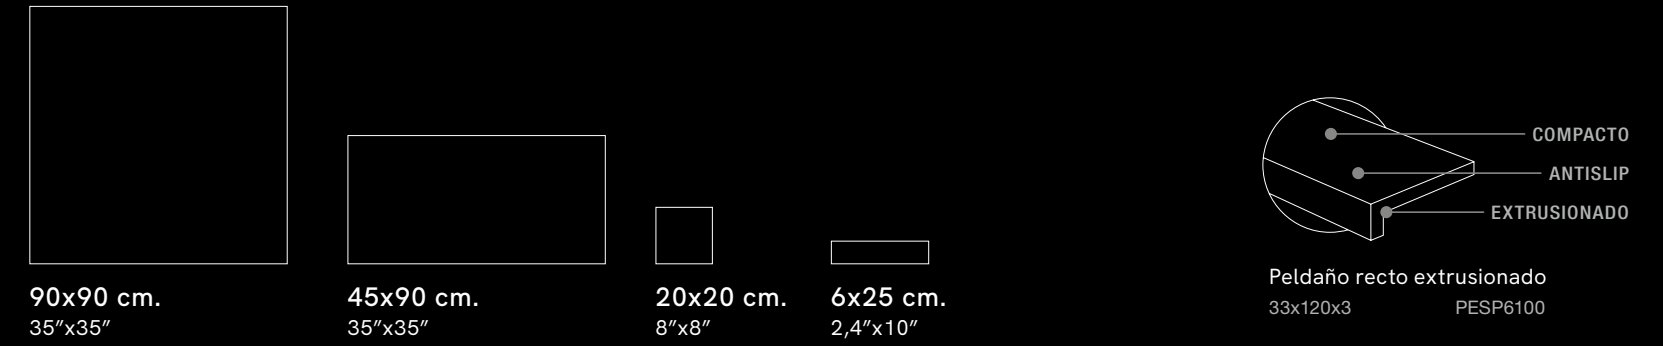 90x90 cm.
35”x35”
45x90 cm.
35”x35”
20x20 cm.
8”x8”
6x25 cm.
2,4”x10”
COMPACTO
ANTISLIP
EXTRUSIONADO
Peldaño recto extrusionado
33x120x3 PESP6100